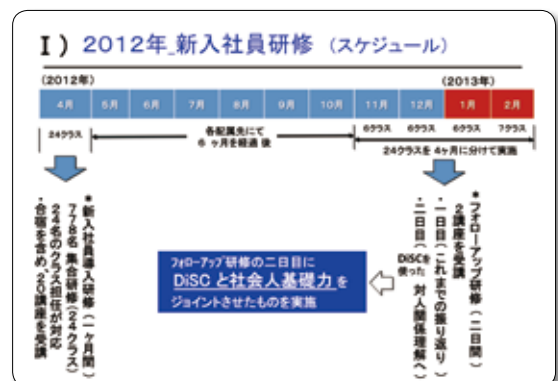 I）2012年_新入社員研修（スケジュール）
（2012年）
（2013年）
4月 5月 6月 7月 8月 9月 10月 11月 12月 1月 2月
24クラス
各配属先にて
6ヶ月を経過後
6クラス 6クラス 6クラス 7クラス
24クラスを4ヶ月に分けて実施
＊新入社員導入研修（一ヶ月間）
778名 集合研修（24クラス）
24名のクラス担任が対応
・合宿を含め、20講座を受講
フォローアップ研修の二日目に
DiSCと社会人基礎力を
ジョイントさせたものを実施
＊フォローアップ研修（二日間）
2講座を受講
・一日目（これまでの振り返り）
・二日目（DiSCを使った 対人関係理解へ）